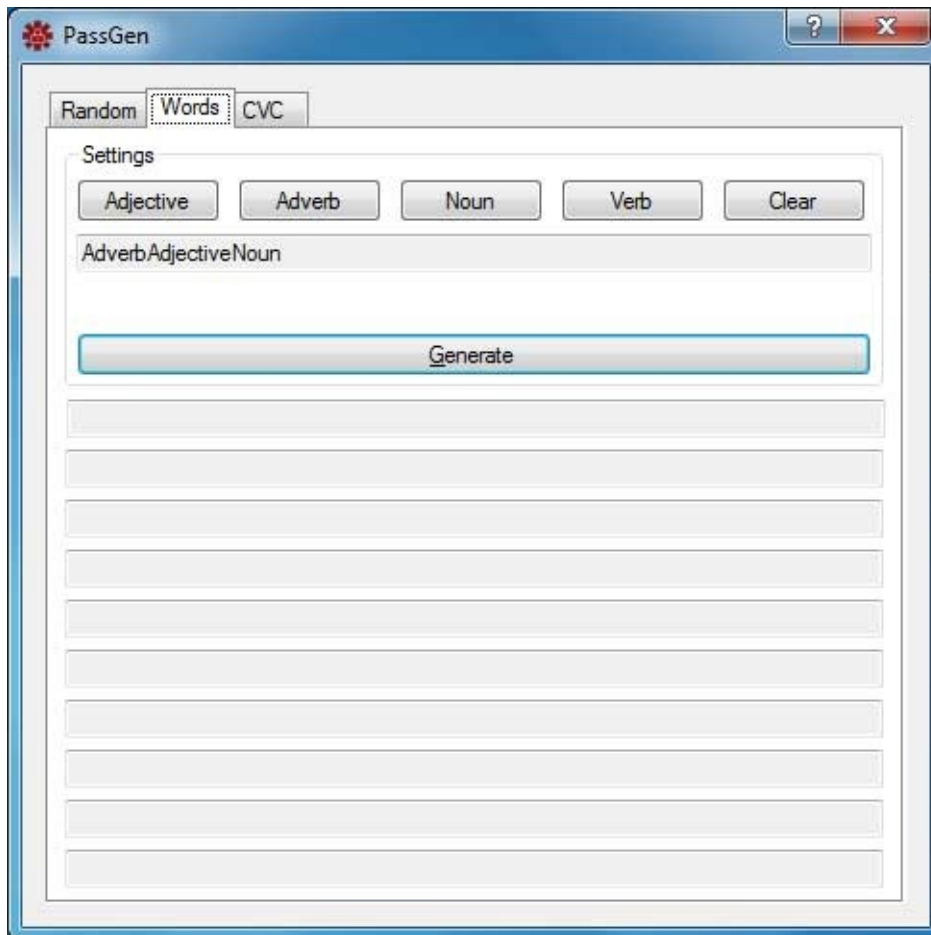 PassGen ?
Random Words CVC
Settings
Adjective Adverb Noun Verb Clear
AdverbAdjectiveNoun
Generate